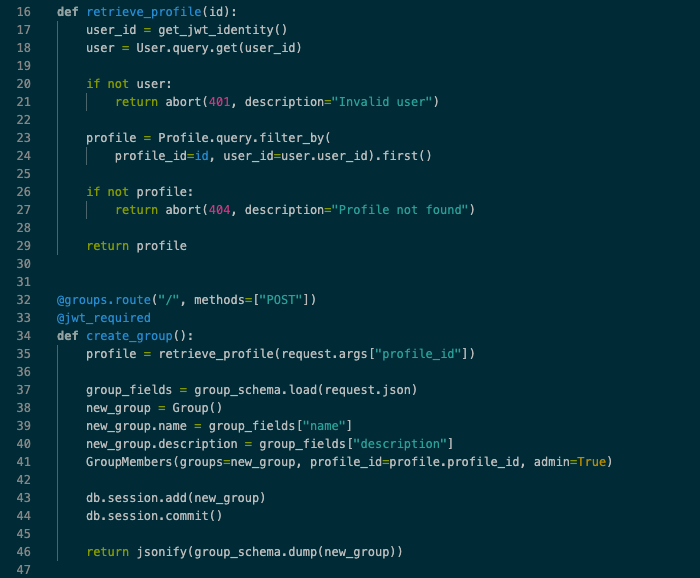 16 def retrieve_profile(id):
17 user_id = get_jwt_identity()
18 user = User.query.get(user_id)
19
20 if not user:
21 return abort(401, description="Invalid user")
22
23 profile = Profile.query.filter_by(
24 profile_id=id, user_id=user.user_id).first()
25
26 if not profile:
27 return abort(404, description="Profile not found")
28
29 return profile
30
31
32 @groups.route("/", methods=["POST"])
33 @jwt_required
34 def create_group():
35 profile = retrieve_profile(request.args["profile_id"])
36
37 group_fields = group_schema.load(request.json)
38 new_group = Group()
39 new_group.name = group_fields["name"]
40 new_group.description = group_fields["description"]
41 GroupMembers(groups=new_group, profile_id=profile.profile_id, admin=True)
42
43 db.session.add(new_group)
44 db.session.commit()
45
46 return jsonify(group_schema.dump(new_group))
47